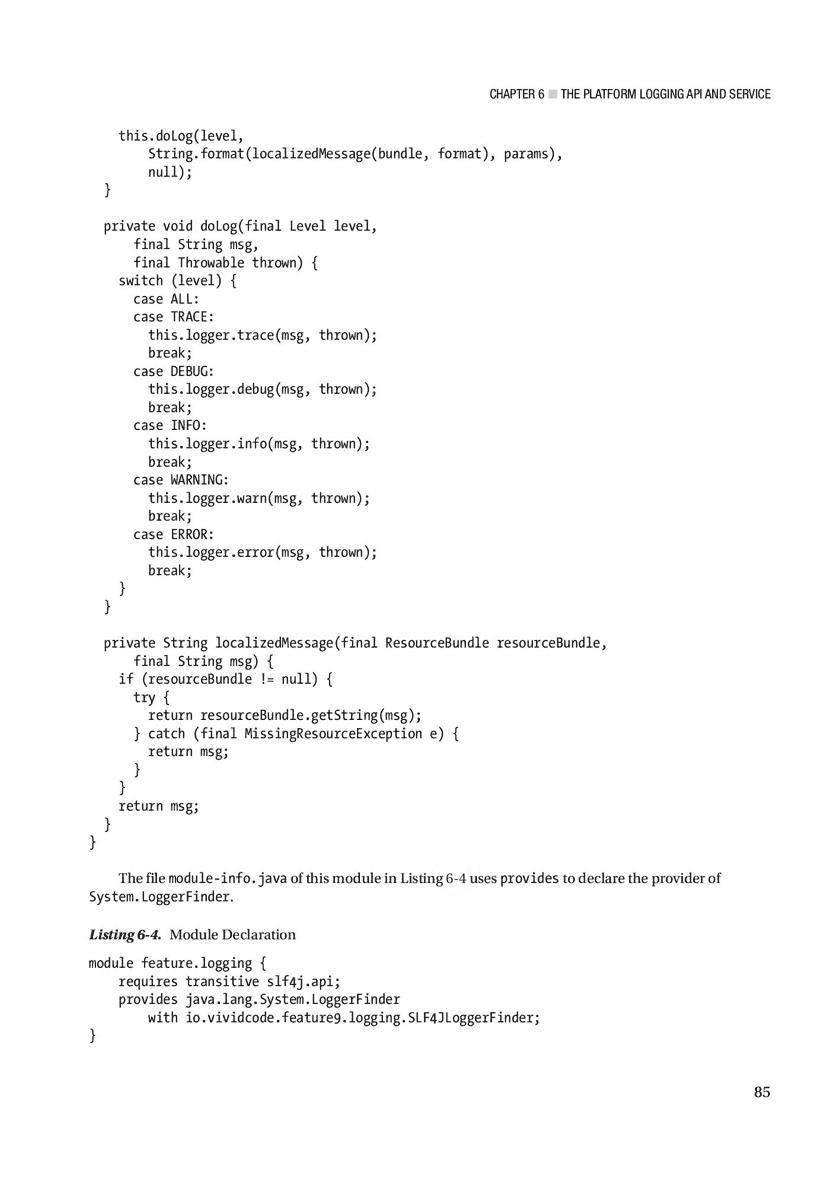 CHAPTER 6 ■ THE PLATFORM LOGGING API AND SERVICE
    this.doLog(level,
        String.format(localizedMessage(bundle, format), params),
        null);
  }
  private void doLog(final Level level,
      final String msg,
      final Throwable thrown) {
    switch (level) {
      case ALL:
      case TRACE:
        this.logger.trace(msg, thrown);
        break;
      case DEBUG:
        this.logger.debug(msg, thrown);
        break;
      case INFO:
        this.logger.info(msg, thrown);
        break;
      case WARNING:
        this.logger.warn(msg, thrown);
        break;
      case ERROR:
        this.logger.error(msg, thrown);
        break;
    }
  }
  private String localizedMessage(final ResourceBundle resourceBundle,
      final String msg) {
    if (resourceBundle != null) {
      try {
        return resourceBundle.getString(msg);
      } catch (final MissingResourceException e) {
        return msg;
      }
    }
    return msg;
  }
}
The file module-info.java of this module in Listing 6-4 uses provides to declare the provider of
System.LoggerFinder.
Listing 6-4. Module Declaration
module feature.logging {
    requires transitive slf4j.api;
    provides java.lang.System.LoggerFinder
        with io.vividcode.feature9.logging.SLF4JLoggerFinder;
}
85